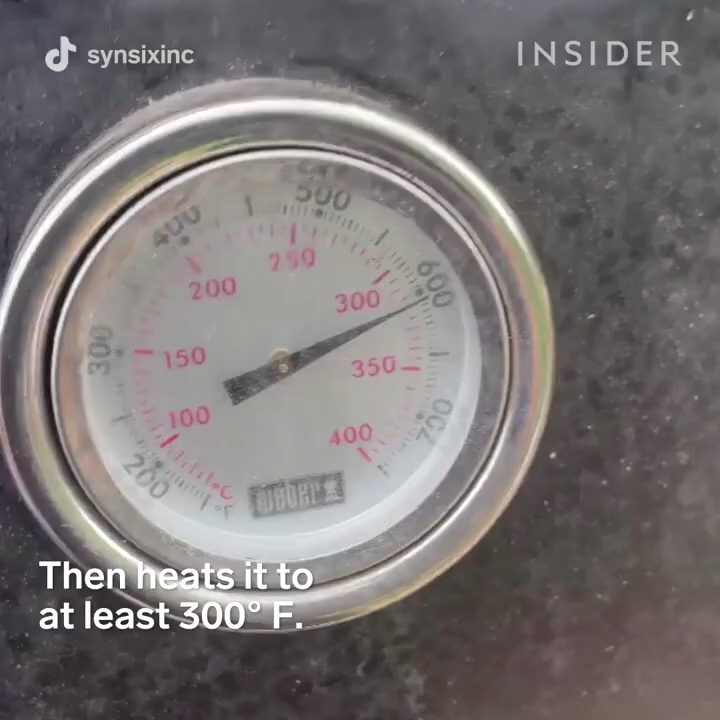 synsixinc
INSIDER
400
500
600
700
300
200
200
250
300
350
400
150
100
°C
°F
weber
Then heats it to
at least 300° F.